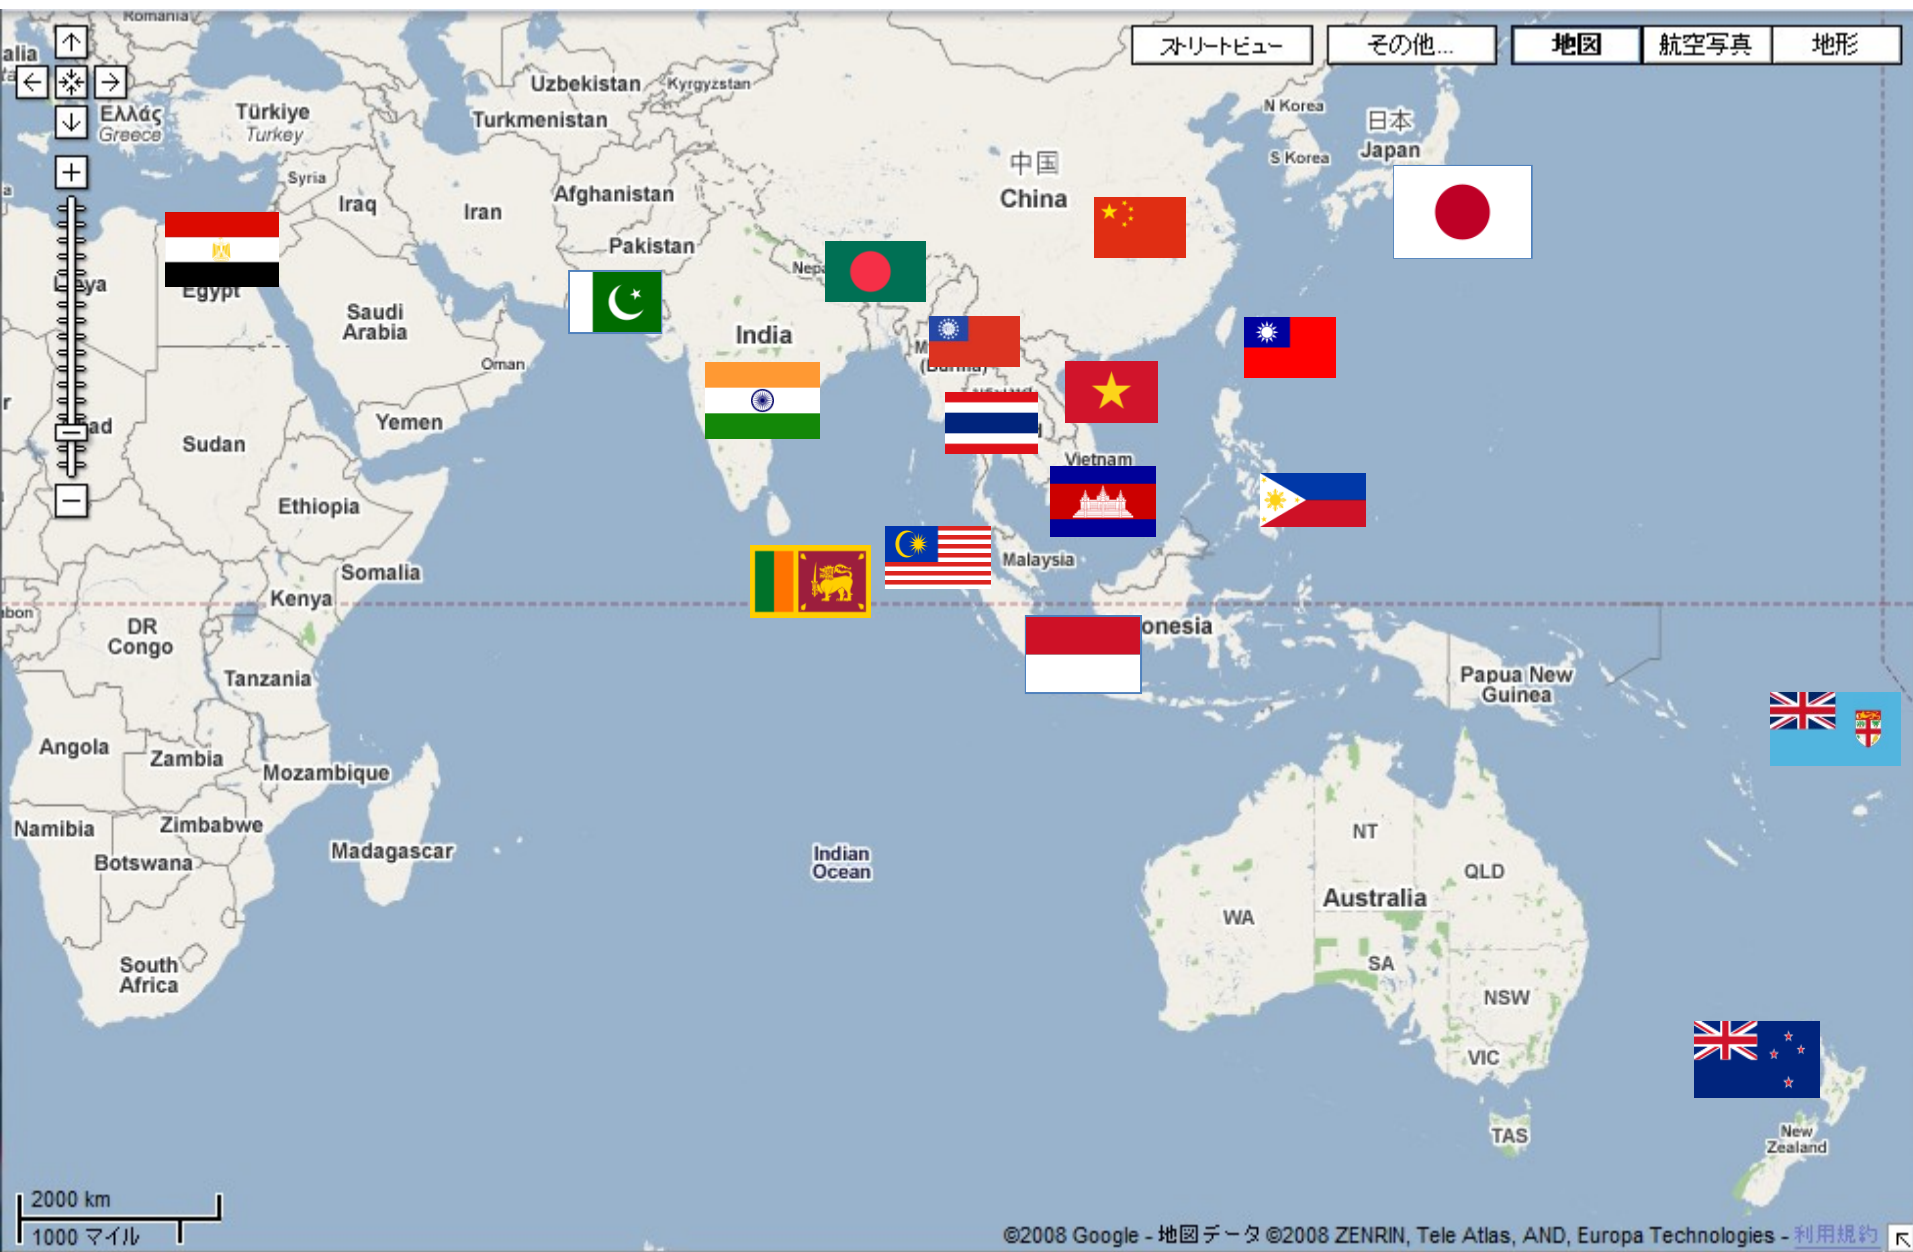 Romania
ストリートビュー
その他...
地図
航空写真
地形
alia
Ελλάς
Greece
Türkiye
Turkey
Uzbekistan
Kyrgyzstan
Turkmenistan
N Korea
S Korea
日本
Japan
中国
China
Syria
Iraq
Iran
Afghanistan
Pakistan
Egypt
Saudi
Arabia
Oman
Yemen
India
Vietnam
Sudan
Ethiopia
Somalia
Kenya
Malaysia
DR
Congo
Tanzania
onesia
Papua New
Guinea
Angola
Zambia
Mozambique
Namibia
Zimbabwe
Botswana
Madagascar
Indian
Ocean
NT
QLD
Australia
WA
SA
NSW
South
Africa
VIC
TAS
New
Zealand
2000 km
1000 マイル
©2008 Google - 地図データ ©2008 ZENRIN, Tele Atlas, AND, Europa Technologies - 利用規約